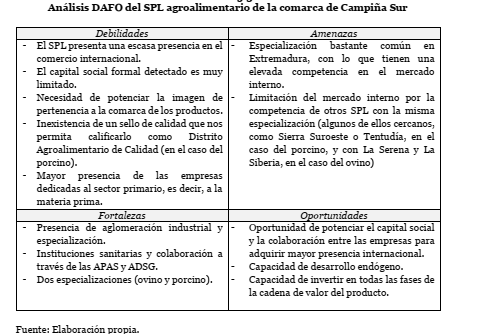 Análisis DAFO del SPL agroalimentario de la comarca de Campiña Sur
Debilidades
- El SPL presenta una escasa presencia en el
comercio internacional.
- El capital social formal detectado es muy
limitado.
- Necesidad de potenciar la imagen de
pertenencia a la comarca de los productos.
- Inexistencia de un sello de calidad que nos
permita calificarlo como Distrito
Agroalimentario de Calidad (en el caso del
porcino).
- Mayor presencia de las empresas
dedicadas al sector primario, es decir, a la
materia prima.
Amenazas
- Especialización bastante común en
Extremadura, con lo que tienen una
elevada competencia en el mercado
interno.
- Limitación del mercado interno por la
competencia de otros SPL con la misma
especialización (algunos de ellos cercanos,
como Sierra Suroeste o Tentudía, en el
caso del porcino, y con La Serena y La
Siberia, en el caso del ovino)
Fortalezas
- Presencia de aglomeración industrial y
especialización.
- Instituciones sanitarias y colaboración a
través de las APAS y ADSG.
- Dos especializaciones (ovino y porcino).
Oportunidades
- Oportunidad de potenciar el capital social
y la colaboración entre las empresas para
adquirir mayor presencia internacional.
- Capacidad de desarrollo endógeno.
- Capacidad de invertir en todas las fases de
la cadena de valor del producto.
Fuente: Elaboración propia.